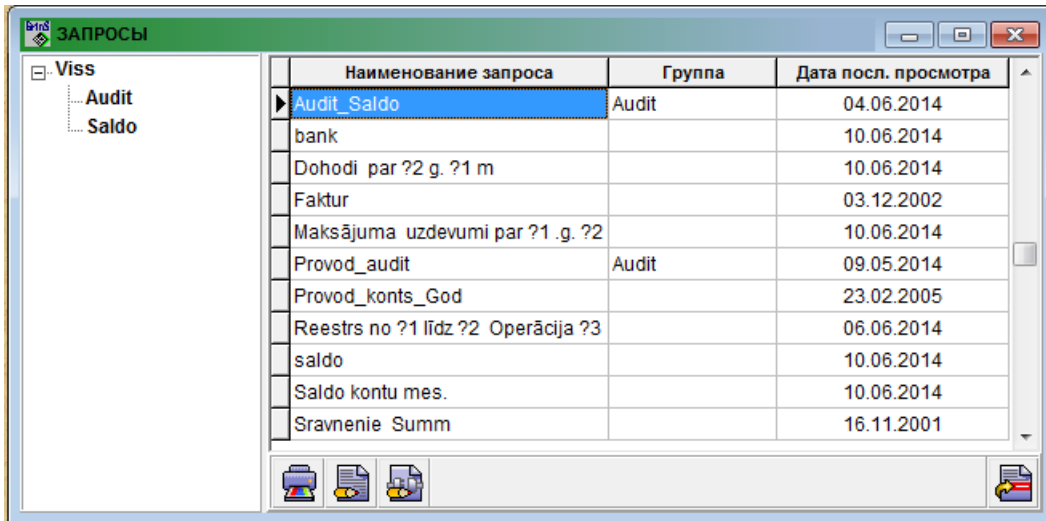 ЗАПРОСЫ
Viss
Audit
Saldo
Наименование запроса Группа Дата посл. просмотра
Audit_Saldo Audit 04.06.2014
bank 10.06.2014
Dohodi par ?2 g. ?1 m 10.06.2014
Faktur 03.12.2002
Maksājuma uzdevumi par ?1 .g. ?2 10.06.2014
Provod_audit Audit 09.05.2014
Provod_konts_God 23.02.2005
Reestrs no ?1 līdz ?2 Operācija ?3 06.06.2014
saldo 10.06.2014
Saldo kontu mes. 10.06.2014
Sravnenie Summ 16.11.2001